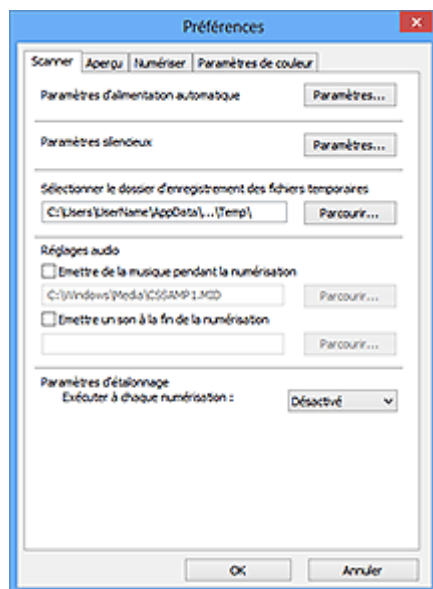 Préférences
Scanner Aperçu Numériser Paramètres de couleur
Paramètres d'alimentation automatique Paramètres...
Paramètres silencieux Paramètres...
Sélectionner le dossier d'enregistrement des fichiers temporaires
C:\Users\UserName\AppData\...\Temp\ Parcourir...
Réglages audio
Emettre de la musique pendant la numérisation
C:\Windows\Media\CSSAMP1.MID Parcourir...
Emettre un son à la fin de la numérisation
Parcourir...
Paramètres d'étalonnage
Exécuter à chaque numérisation : Désactivé
OK Annuler